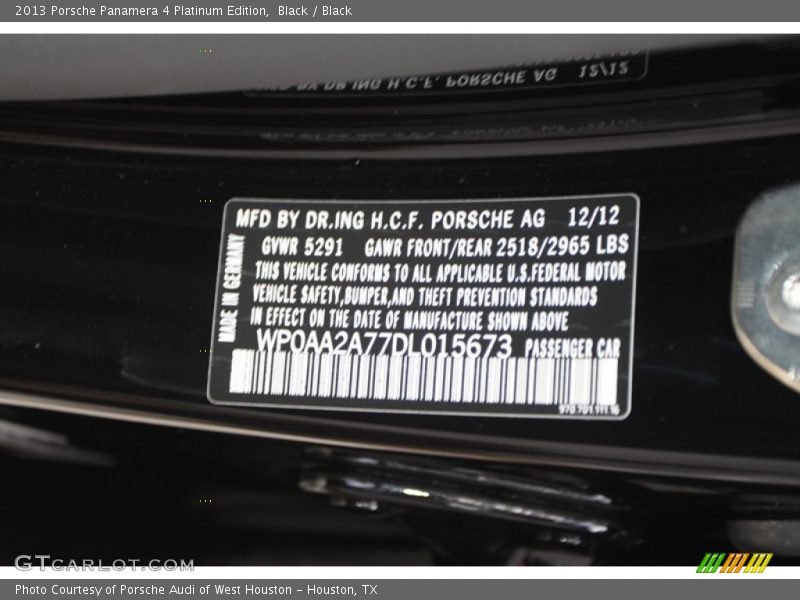 2013 Porsche Panamera 4 Platinum Edition,  Black / Black
MFD BY DR.ING H.C.F. PORSCHE AG 12/12
GVWR 5291 GAWR FRONT/REAR 2518/2965 LBS
THIS VEHICLE CONFORMS TO ALL APPLICABLE U.S.FEDERAL MOTOR
VEHICLE SAFETY,BUMPER,AND THEFT PREVENTION STANDARDS
IN EFFECT ON THE DATE OF MANUFACTURE SHOWN ABOVE
MADE IN GERMANY
WP0AA2A77DL015673 PASSENGER CAR
GTCARLOT.COM
Photo Courtesy of Porsche Audi of West Houston – Houston, TX